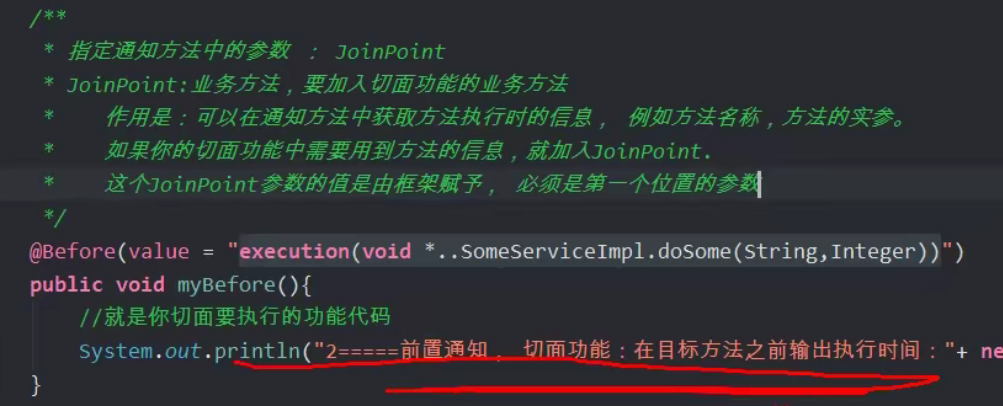 /**
* 指定通知方法中的参数 ： JoinPoint
* JoinPoint:业务方法，要加入切面功能的业务方法
* 作用是：可以在通知方法中获取方法执行时的信息， 例如方法名称，方法的实参。
* 如果你的切面功能中需要用到方法的信息，就加入JoinPoint.
* 这个JoinPoint参数的值是由框架赋予， 必须是第一个位置的参数
*/
@Before(value = "execution(void *..SomeServiceImpl.doSome(String,Integer))")
public void myBefore(){
//就是你切面要执行的功能代码
System.out.println("2=====前置通知， 切面功能：在目标方法之前输出执行时间："+ ne
}